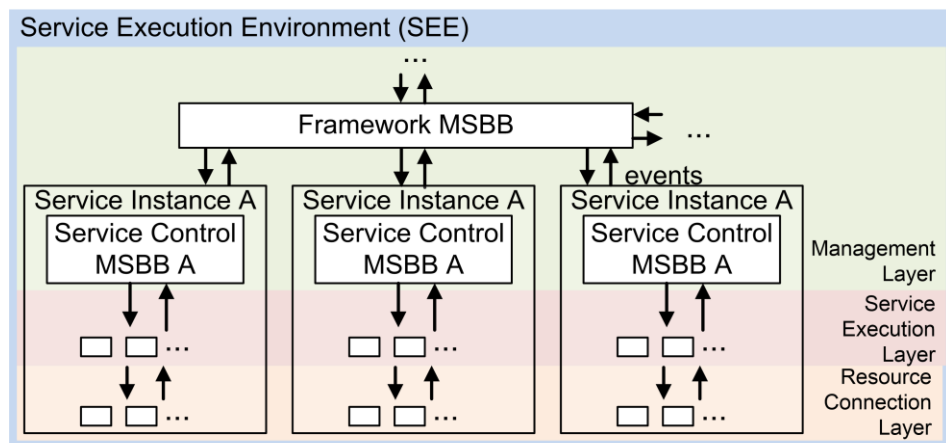 Service Execution Environment (SEE)
...
Framework MSBB
...
events
Service Instance A
Service Instance A
Service Instance A
Service Control
MSBB A
Service Control
MSBB A
Service Control
MSBB A
Management
Layer
Service
Execution
Layer
...
...
...
Resource
Connection
Layer
...
...
...